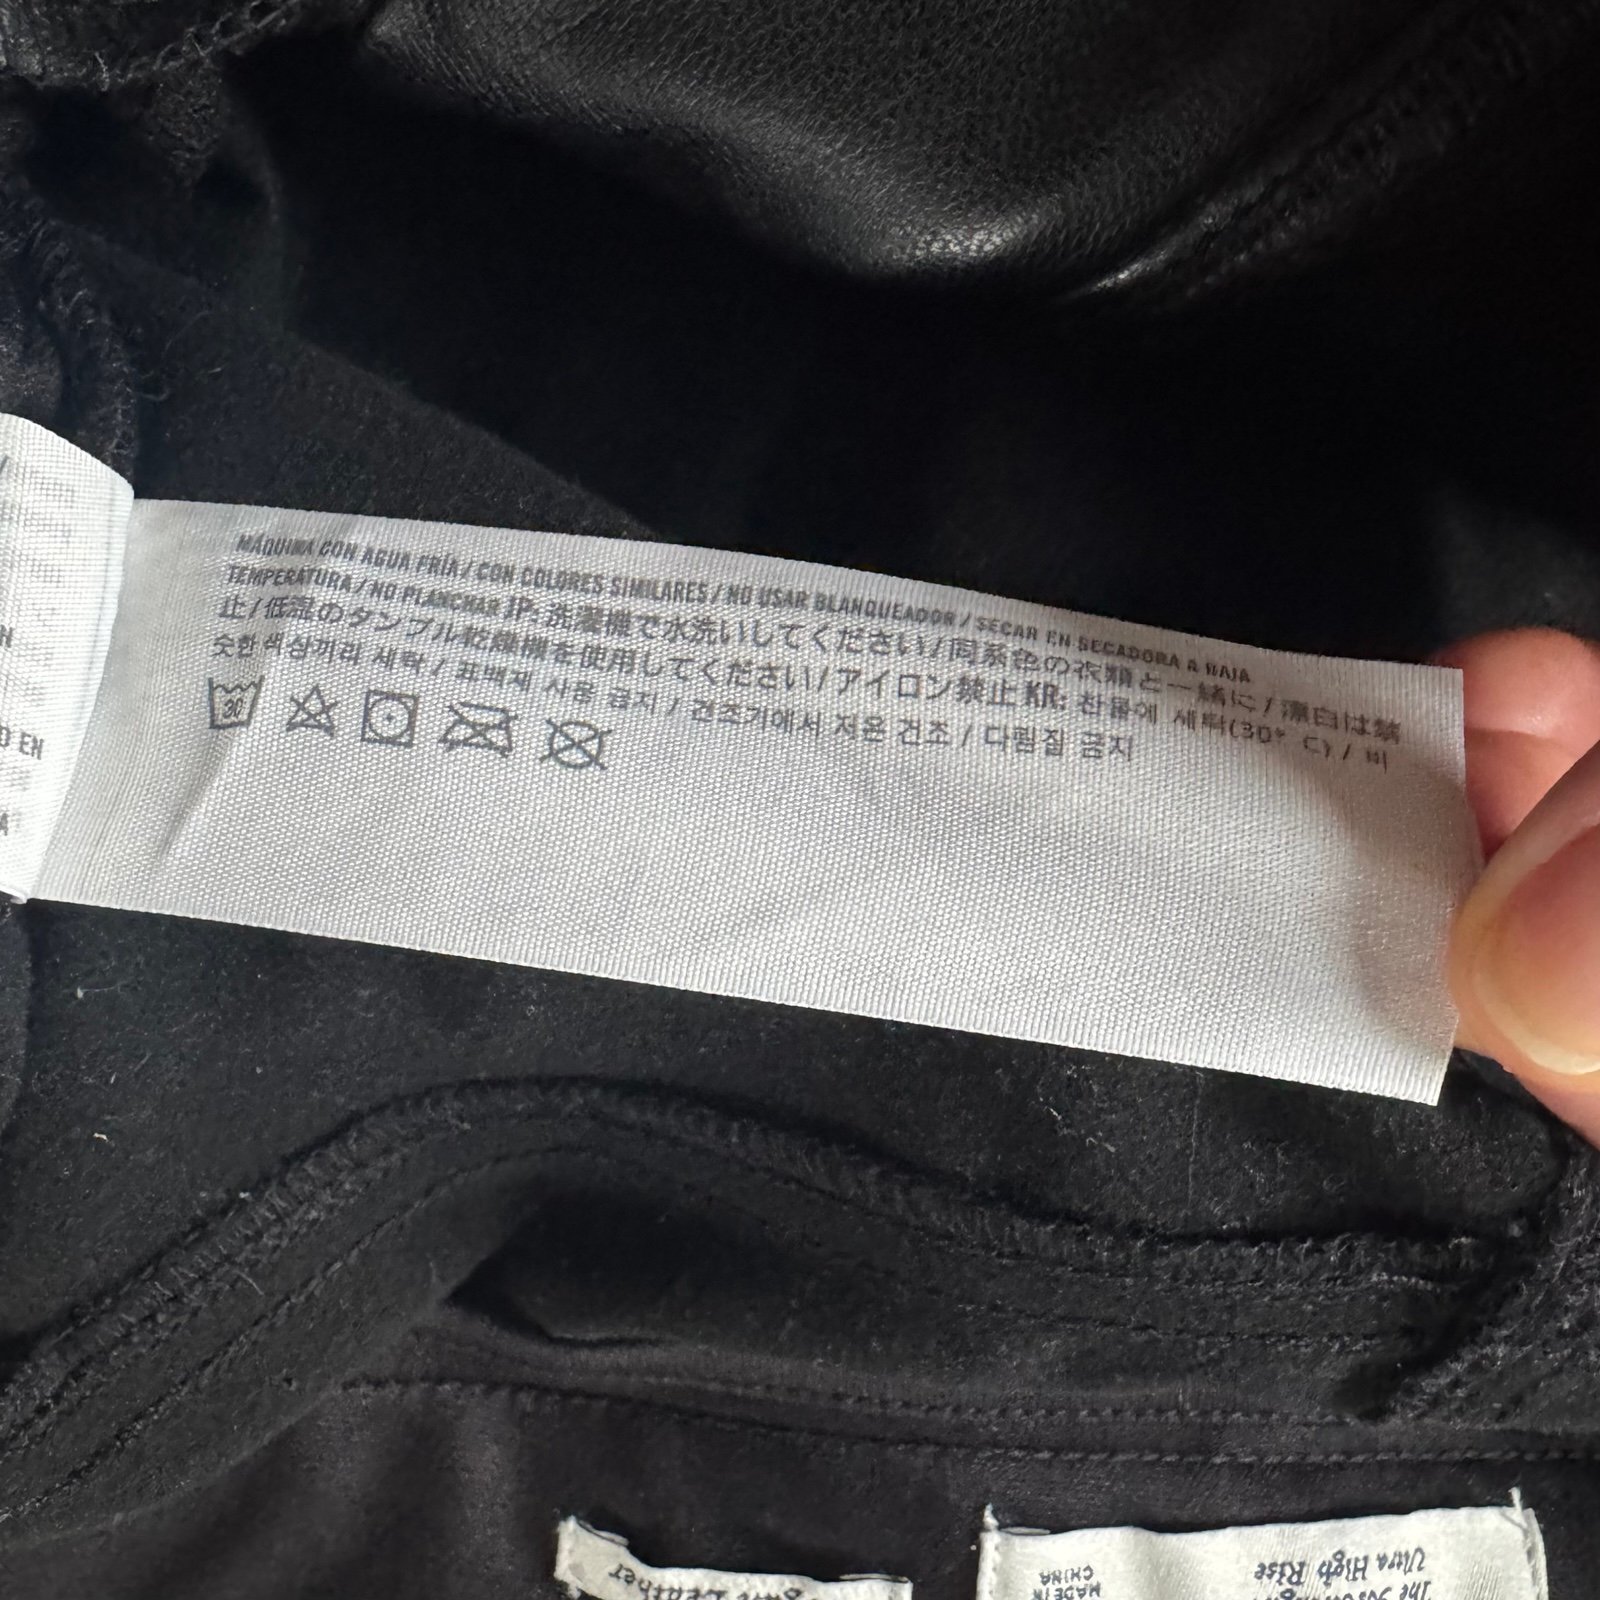 MÁQUINA CON AGUA FRÍA / CON COLORES SIMILARES / NO USAR BLANQUEADOR / SECAR EN SECADORA A BAJA
TEMPERATURA / NO PLANCHAR JP: 洗濯機で水洗いしてください / 同系色の衣類と一緒に / 漂白は禁
止 / 低温のタンブル乾燥機を使用してください / アイロン禁止 KR: 찬물에 세탁(30° C) / 비
슷한 색상끼리 세탁 / 표백제 사용 금지 / 건조기에서 저온 건조 / 다림질 금지
30
D EN
Leather
MADE IN
CHINA
The
Ultra High Rise